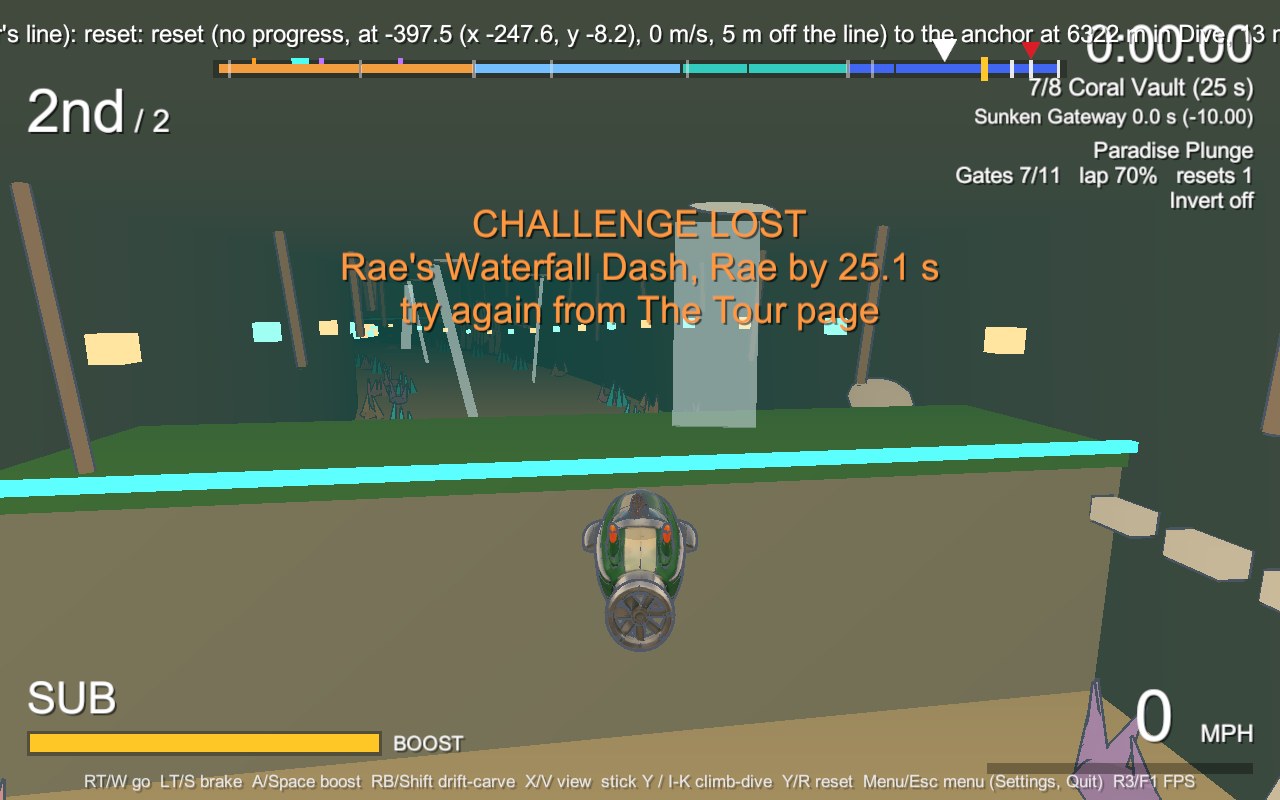 r's line): reset: reset (no progress, at -397.5 (x -247.6, y -8.2), 0 m/s, 5 m off the line) to the anchor at 6322 m in Dive, 13 r
0:00.00
2nd / 2
7/8 Coral Vault (25 s)
Sunken Gateway 0.0 s (-10.00)
Paradise Plunge
Gates 7/11 lap 70% resets 1
Invert off
CHALLENGE LOST
Rae's Waterfall Dash, Rae by 25.1 s
try again from The Tour page
SUB
BOOST
0 MPH
RT/W go LT/S brake A/Space boost RB/Shift drift-carve X/V view stick Y / I-K climb-dive Y/R reset Menu/Esc menu (Settings, Quit) R3/F1 FPS